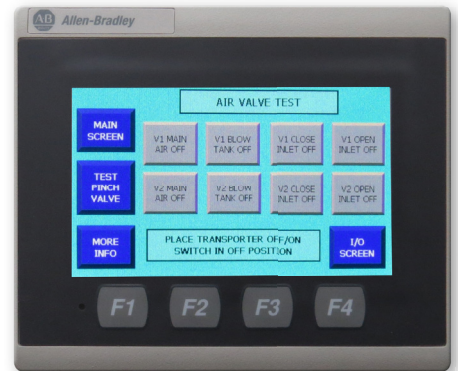 AB Allen-Bradley
AIR VALVE TEST
MAIN
SCREEN
V1 MAIN
AIR OFF
V1 BLOW
TANK OFF
V1 CLOSE
INLET OFF
V1 OPEN
INLET OFF
TEST
PINCH
VALVE
V2 MAIN
AIR OFF
V2 BLOW
TANK OFF
V2 CLOSE
INLET OFF
V2 OPEN
INLET OFF
MORE
INFO
PLACE TRANSPORTER OFF/ON
SWITCH IN OFF POSITION
I/O
SCREEN
F1
F2
F3
F4